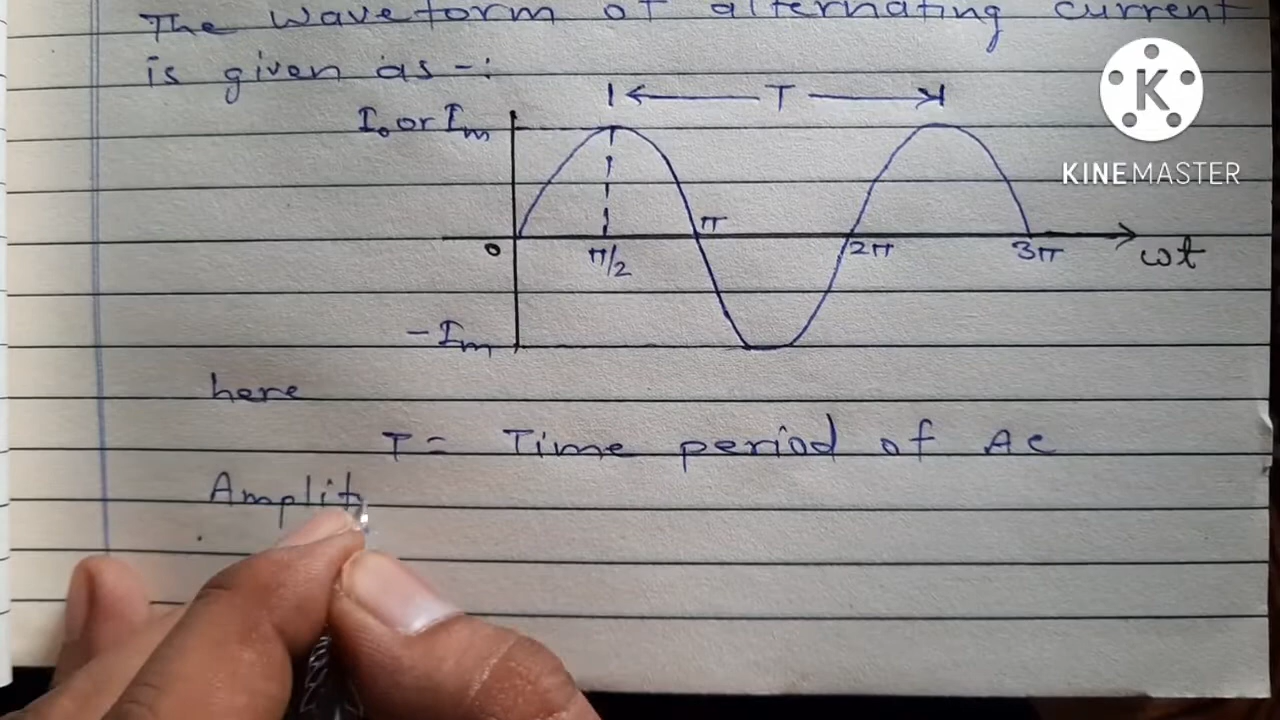 The waveform of alternating current
is given as -:
T
I₀ or Iₘ
0
π/2
π
2π
3π
ωt
-Iₘ
here
T = Time period of AC
Amplit
K
KINEMASTER